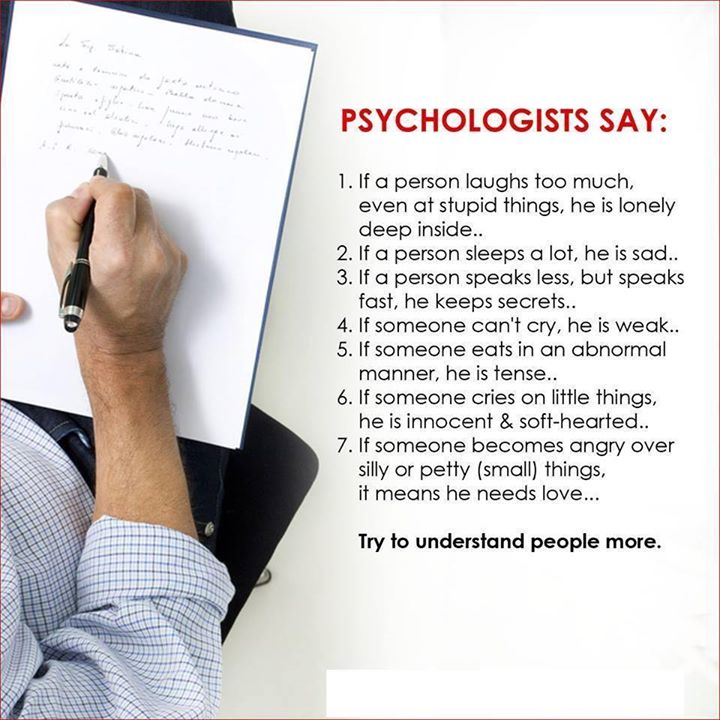 PSYCHOLOGISTS SAY:
1. If a person laughs too much,
even at stupid things, he is lonely
deep inside..
2. If a person sleeps a lot, he is sad..
3. If a person speaks less, but speaks
fast, he keeps secrets..
4. If someone can't cry, he is weak..
5. If someone eats in an abnormal
manner, he is tense..
6. If someone cries on little things,
he is innocent & soft-hearted..
7. If someone becomes angry over
silly or petty (small) things,
it means he needs love...
Try to understand people more.